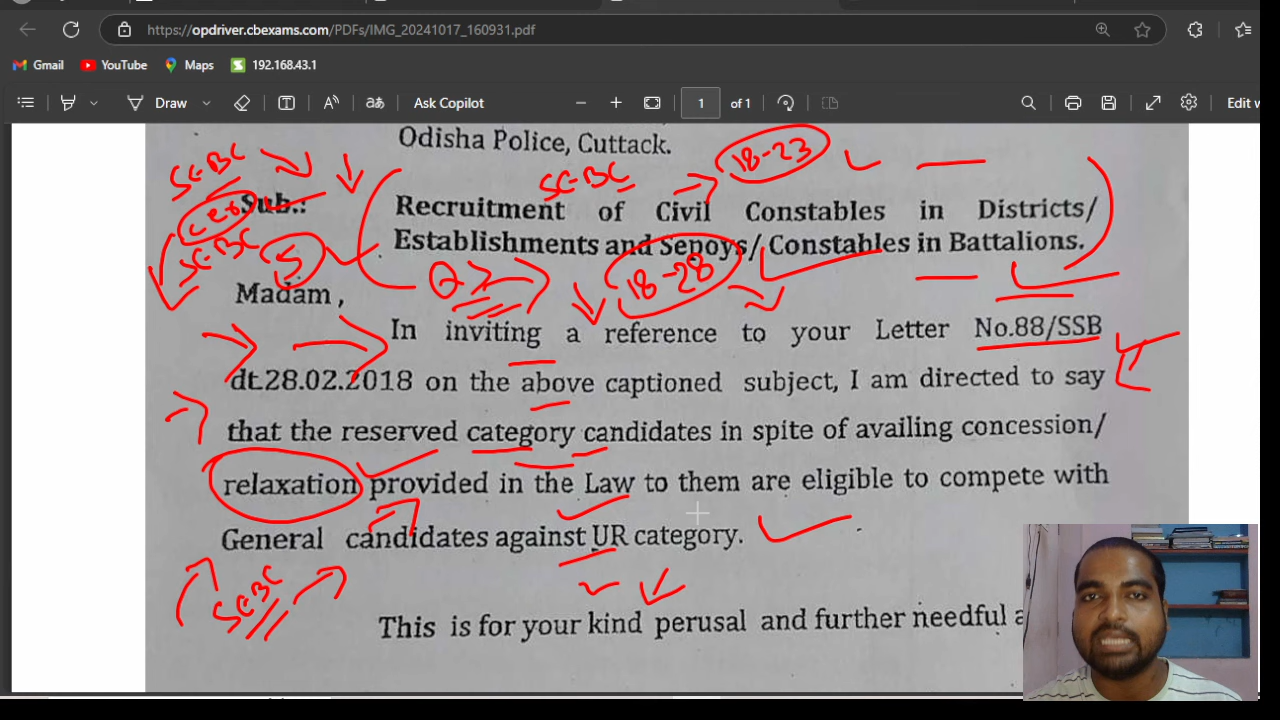 https://opdriver.cbexams.com/PDFs/IMG_20241017_160931.pdf
Gmail YouTube Maps 192.168.43.1
Draw aあ Ask Copilot 1 of 1 Edit
Odisha Police, Cuttack.
SEBC SEBC 18-23
Sub.: Recruitment of Civil Constables in Districts/
SEBC 5 Establishments and Sepoys/ Constables in Battalions.
18-28
Madam,
In inviting a reference to your Letter No.88/SSB
dt.28.02.2018 on the above captioned subject, I am directed to say
that the reserved category candidates in spite of availing concession/
relaxation provided in the Law to them are eligible to compete with
General candidates against UR category.
SEBC
This is for your kind perusal and further needful